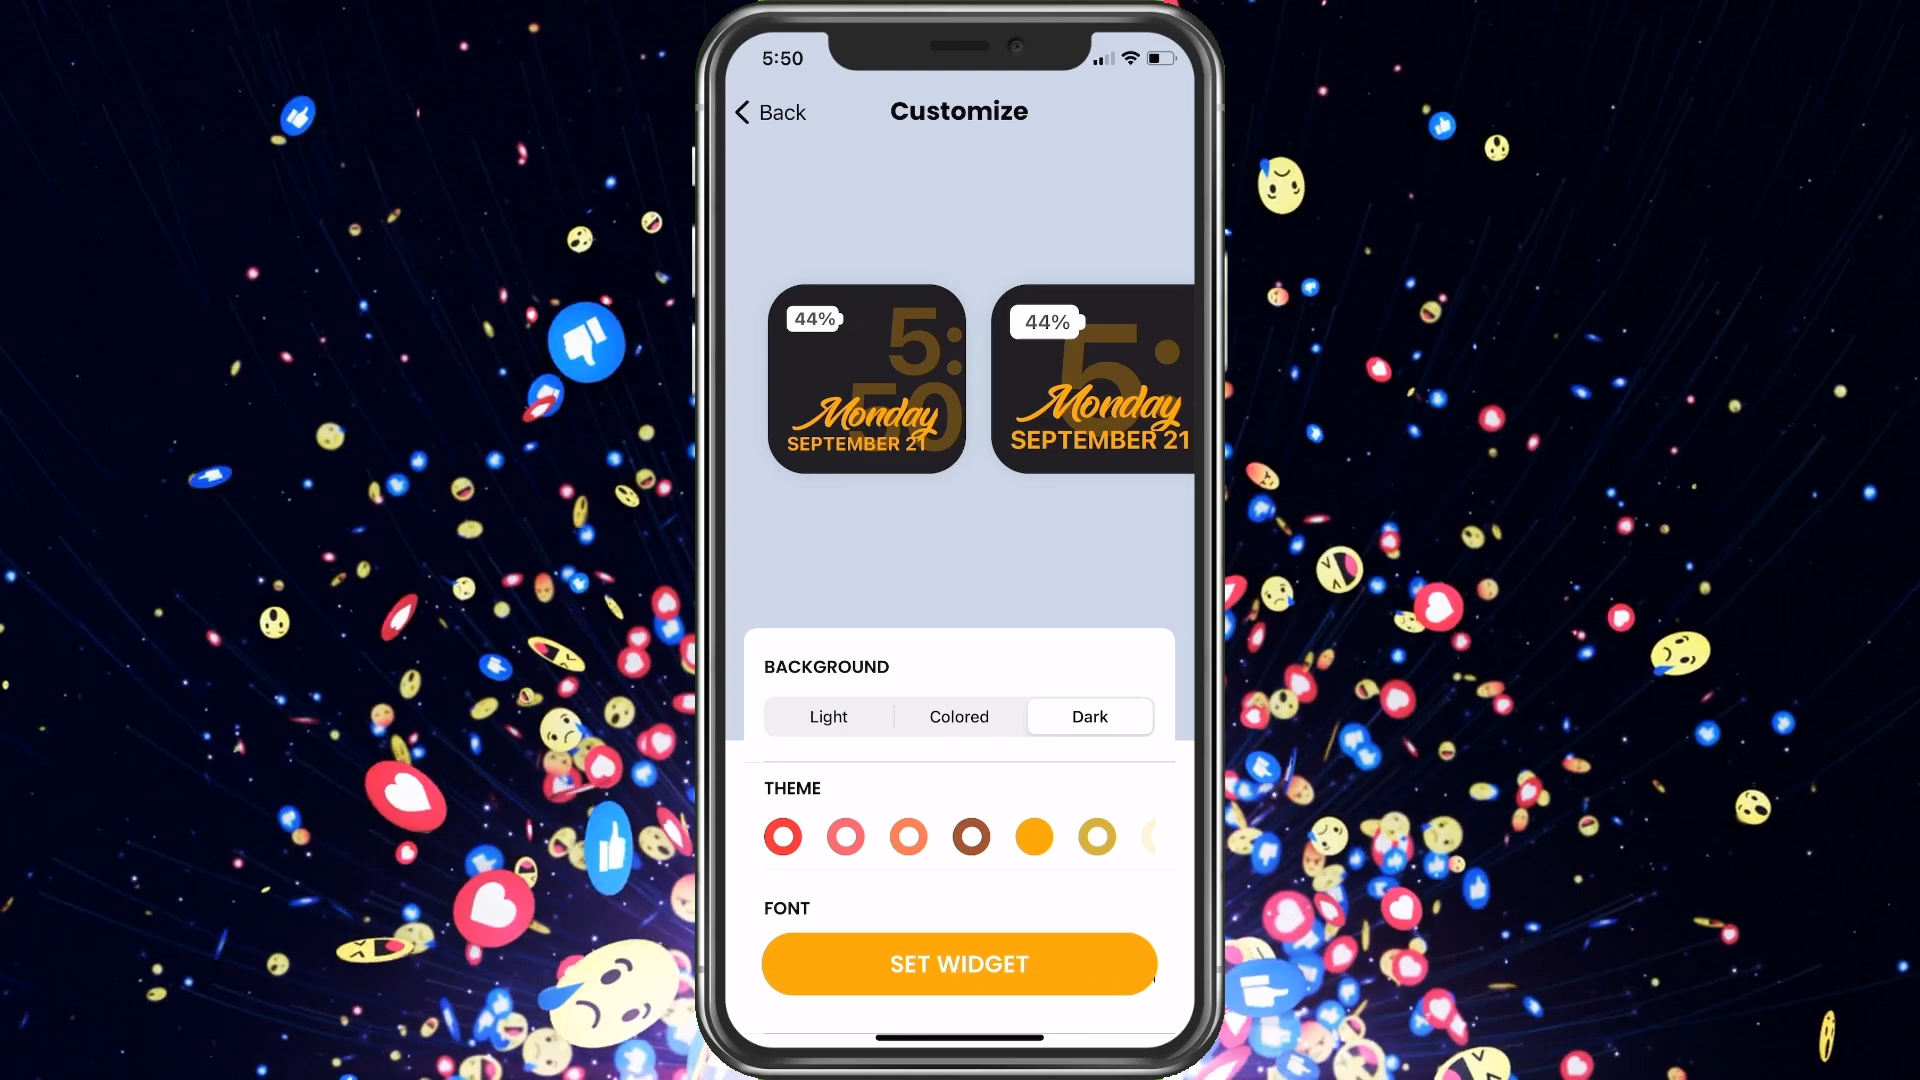 5:50
Back
Customize
44%
5:
50
Monday
SEPTEMBER 21
44%
5:
Monday
SEPTEMBER 21
BACKGROUND
Light
Colored
Dark
THEME
FONT
SET WIDGET